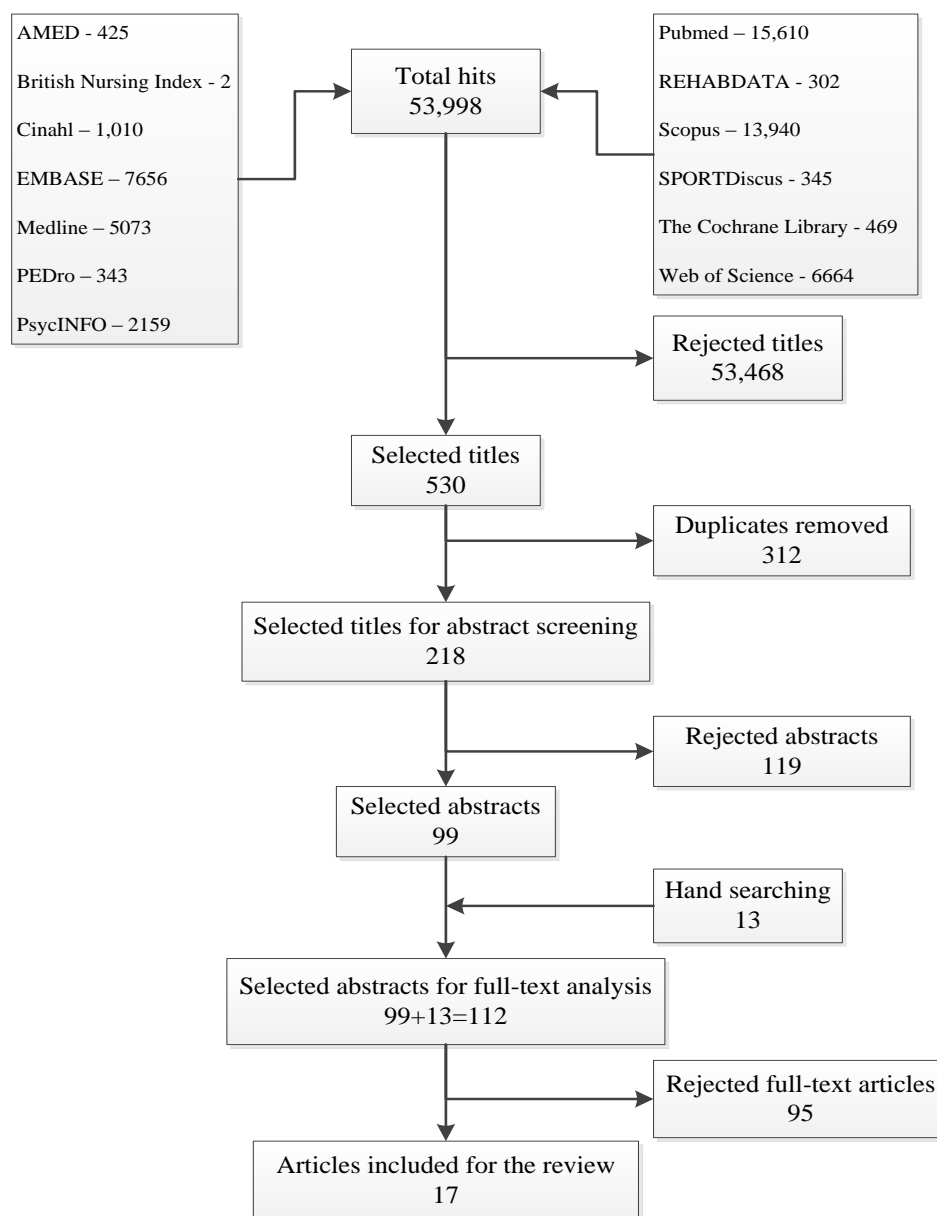 AMED - 425
British Nursing Index - 2
Cinahl – 1,010
EMBASE – 7656
Medline – 5073
PEDro – 343
PsycINFO – 2159
Total hits
53,998
Pubmed – 15,610
REHABDATA - 302
Scopus – 13,940
SPORTDiscus - 345
The Cochrane Library - 469
Web of Science - 6664
Rejected titles
53,468
Selected titles
530
Duplicates removed
312
Selected titles for abstract screening
218
Rejected abstracts
119
Selected abstracts
99
Hand searching
13
Selected abstracts for full-text analysis
99+13=112
Rejected full-text articles
95
Articles included for the review
17